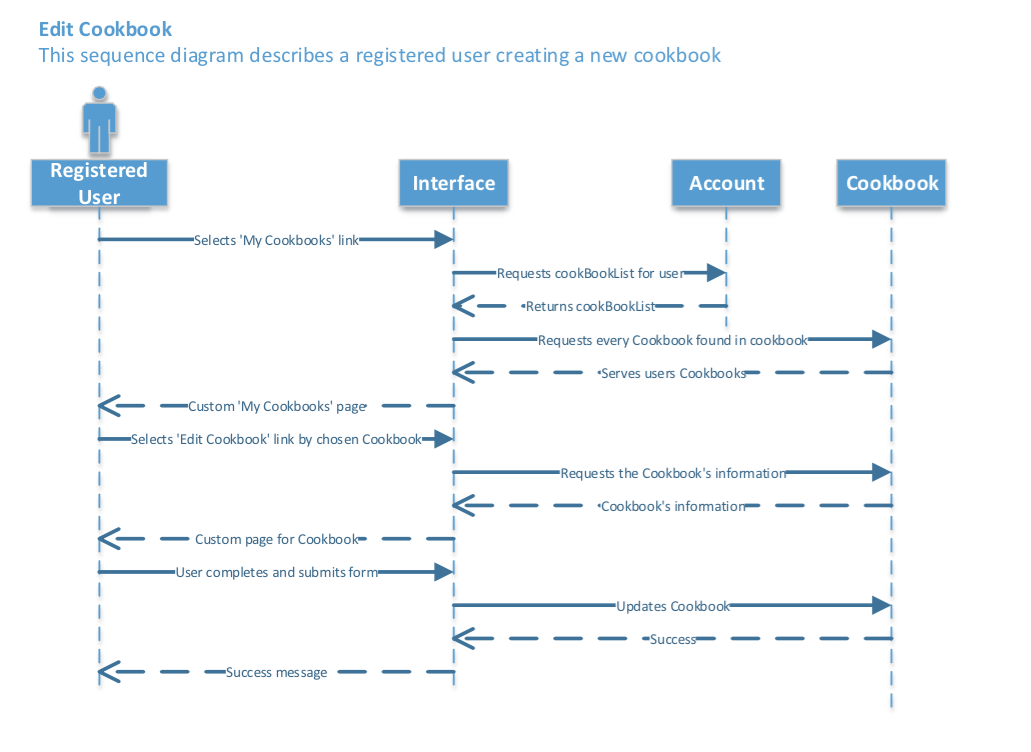 Edit Cookbook
This sequence diagram describes a registered user creating a new cookbook
Registered
User
Interface
Account
Cookbook
Selects 'My Cookbooks' link
Requests cookBookList for user
Returns cookBookList
Requests every Cookbook found in cookbook
Serves users Cookbooks
Custom 'My Cookbooks' page
Selects 'Edit Cookbook' link by chosen Cookbook
Requests the Cookbook's information
Cookbook's information
Custom page for Cookbook
User completes and submits form
Updates Cookbook
Success
Success message